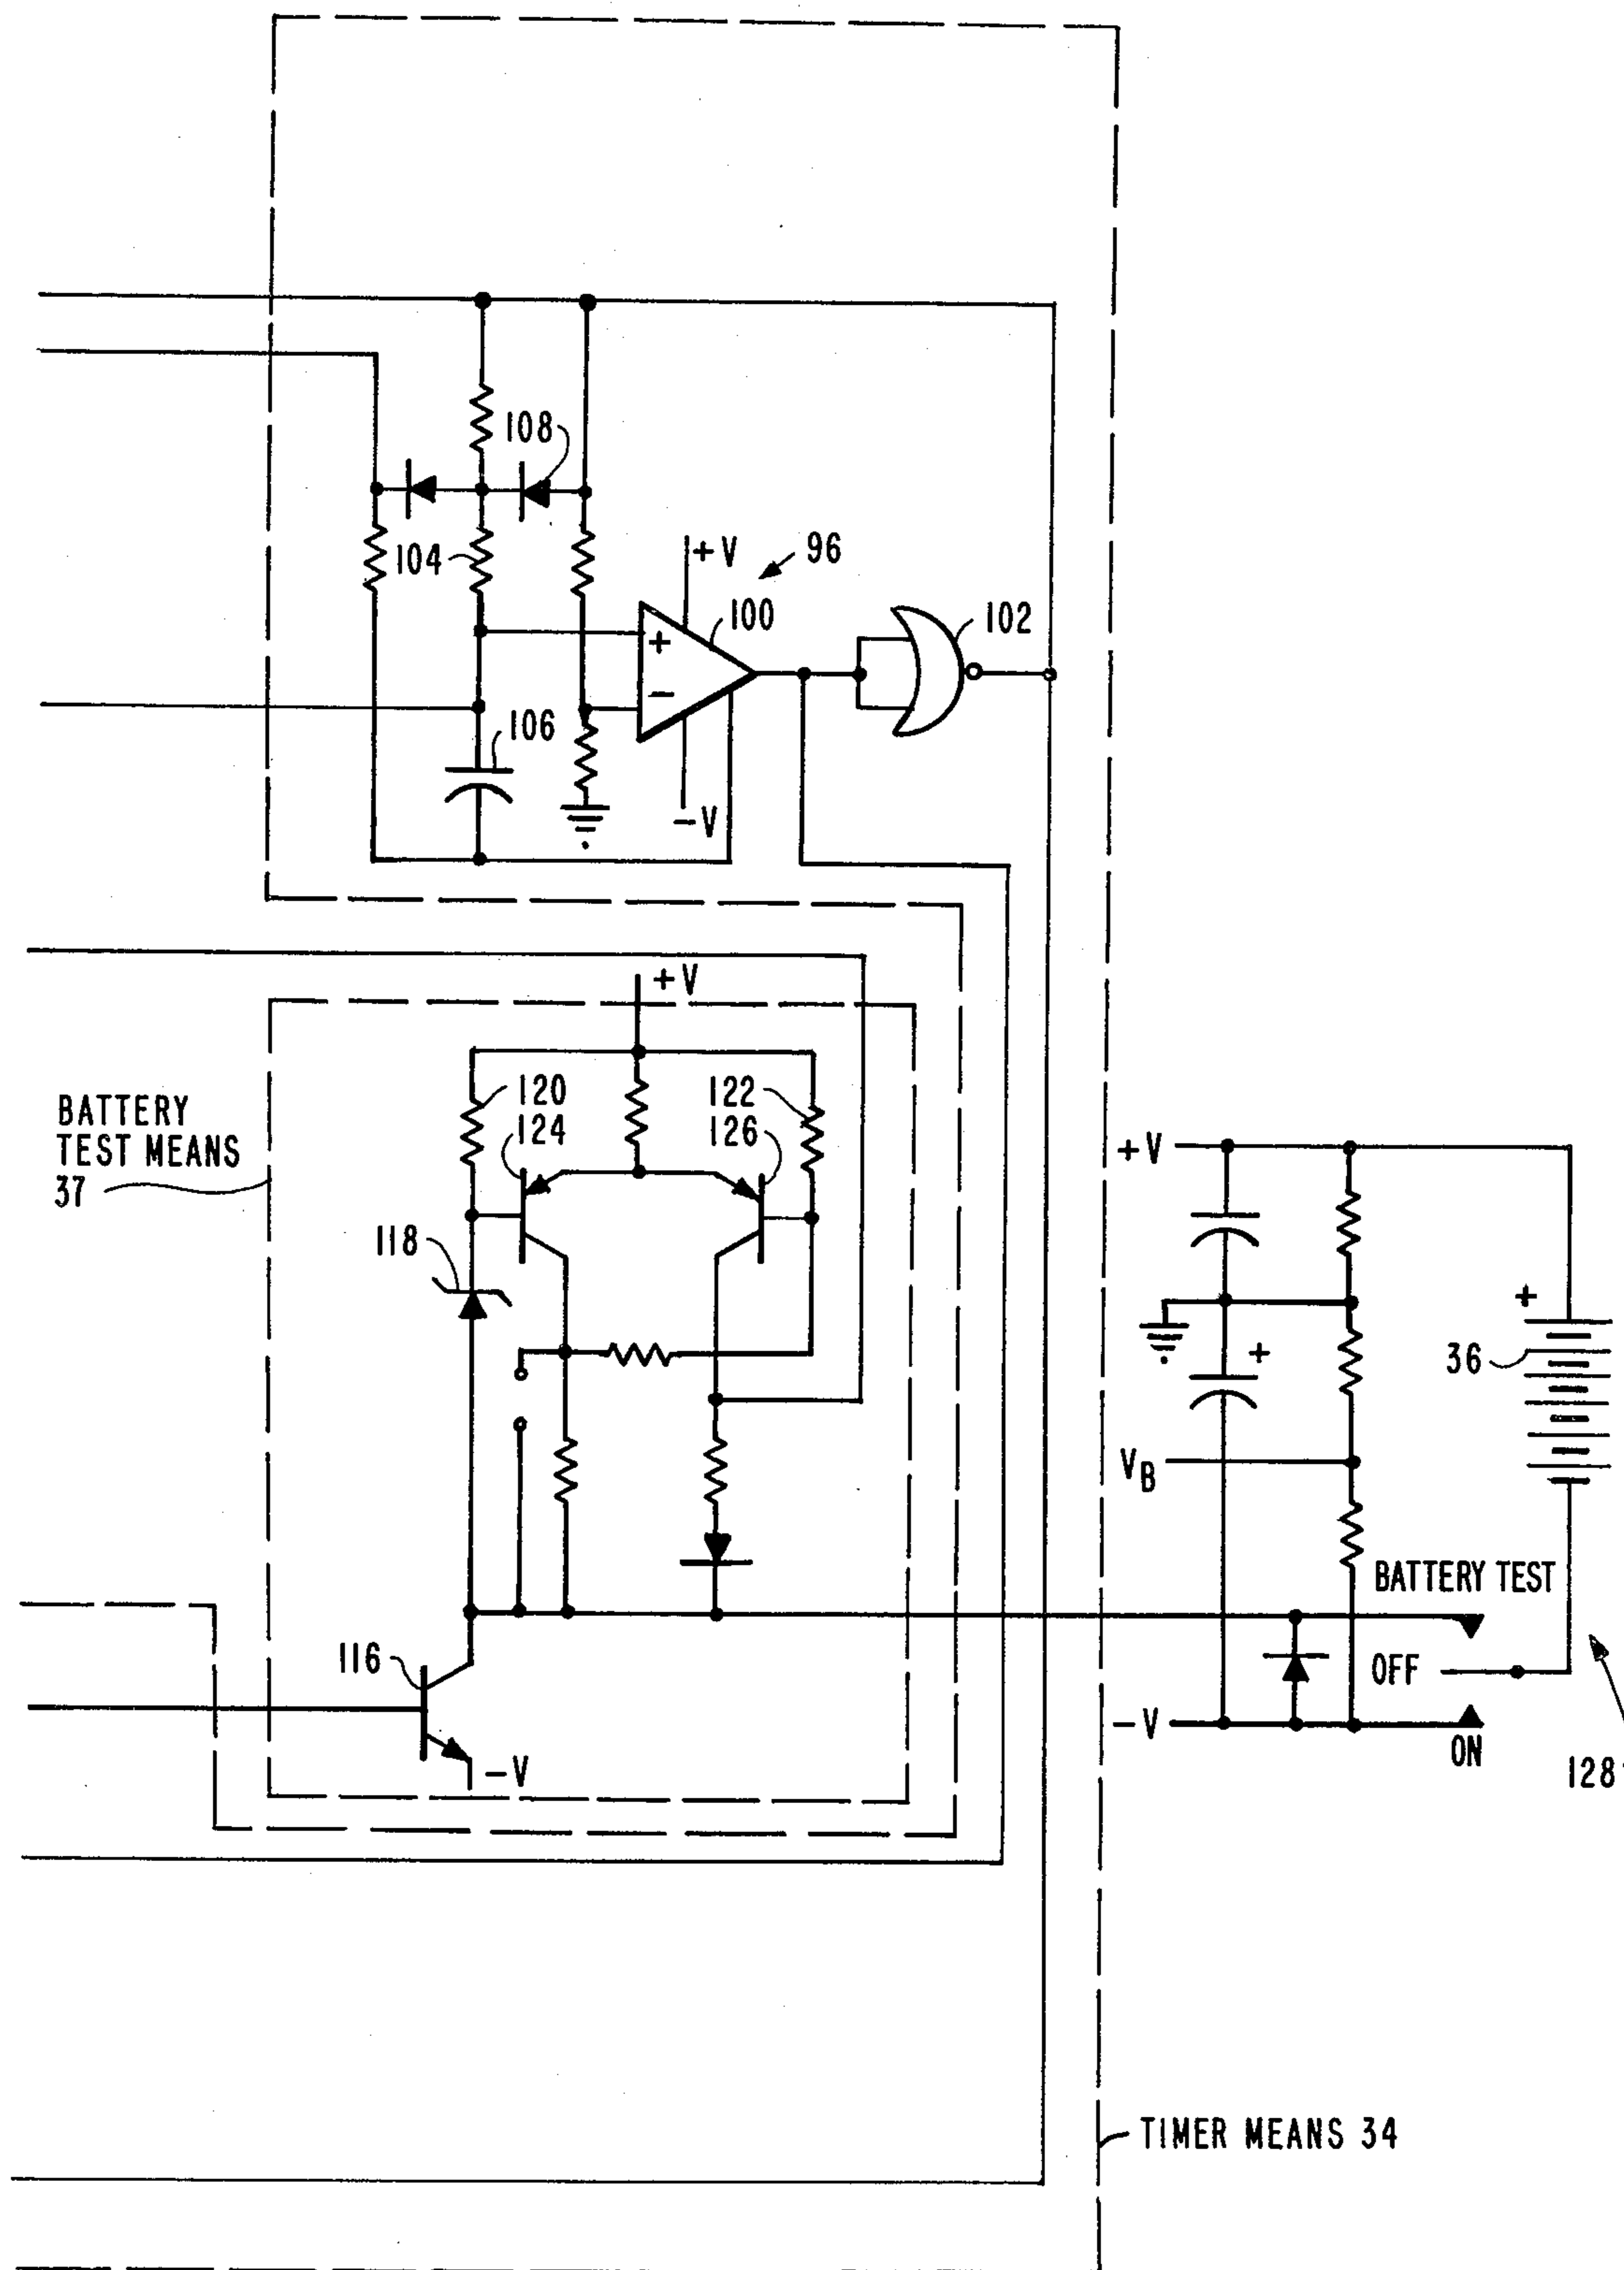 108
104
+V
96
100
+
−
102
106
−V
+V
BATTERY
TEST MEANS
37
120
124
122
126
118
+V
+
36
+
VB
BATTERY TEST
116
OFF
−V
−V
ON
128
TIMER MEANS 34